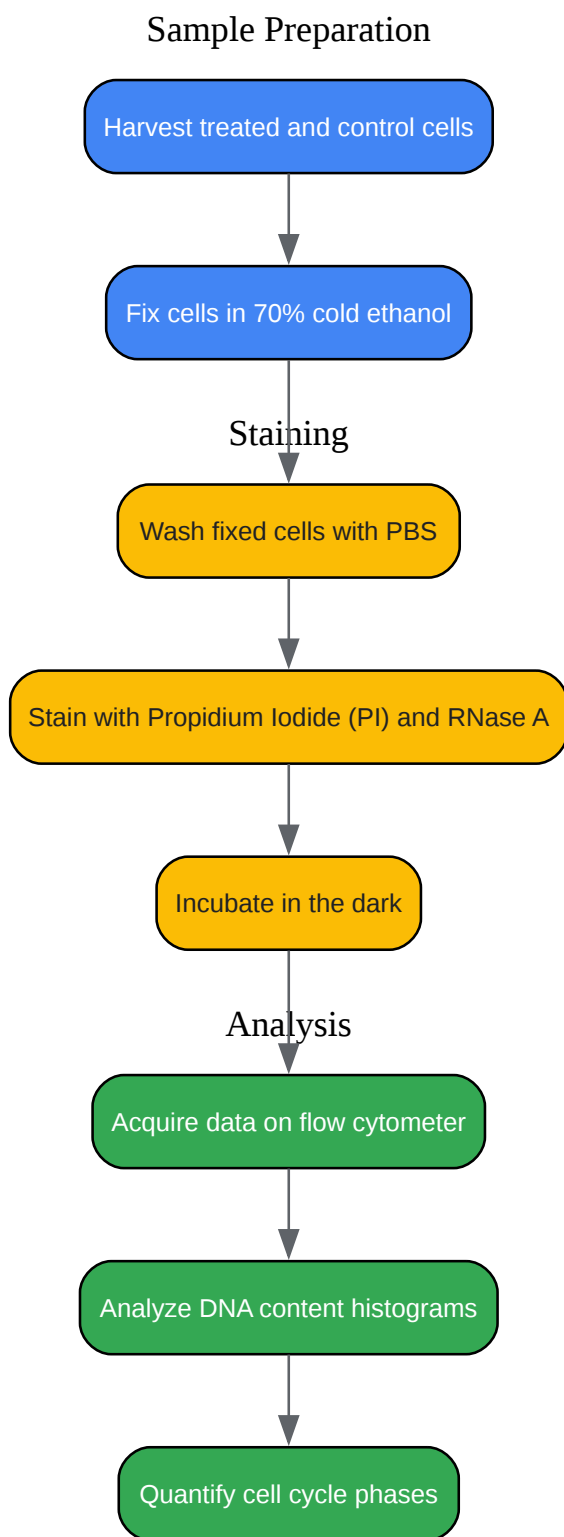 Sample Preparation
Harvest treated and control cells
Fix cells in 70% cold ethanol
Staining
Wash fixed cells with PBS
Stain with Propidium Iodide (PI) and RNase A
Incubate in the dark
Analysis
Acquire data on flow cytometer
Analyze DNA content histograms
Quantify cell cycle phases